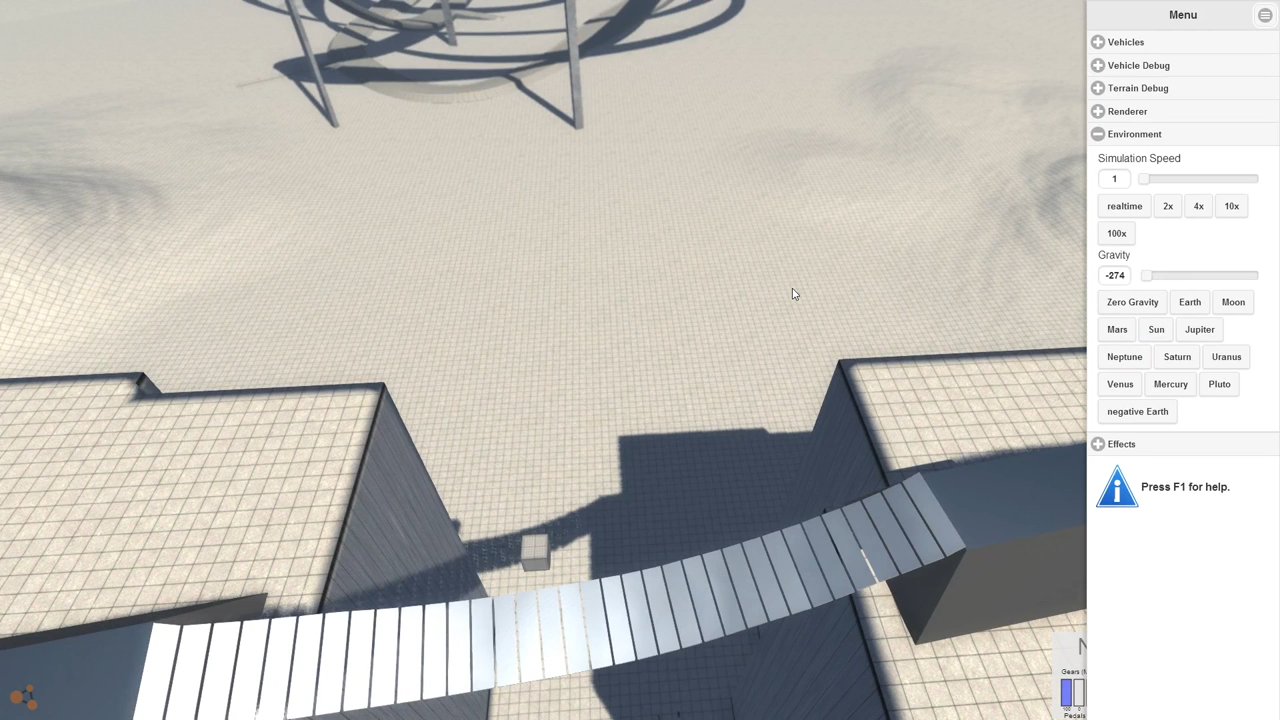 Menu
Vehicles
Vehicle Debug
Terrain Debug
Renderer
Environment
Simulation Speed
1
realtime 2x 4x 10x
100x
Gravity
-274
Zero Gravity Earth Moon
Mars Sun Jupiter
Neptune Saturn Uranus
Venus Mercury Pluto
negative Earth
Effects
Press F1 for help.
N
Gears (
Pedals